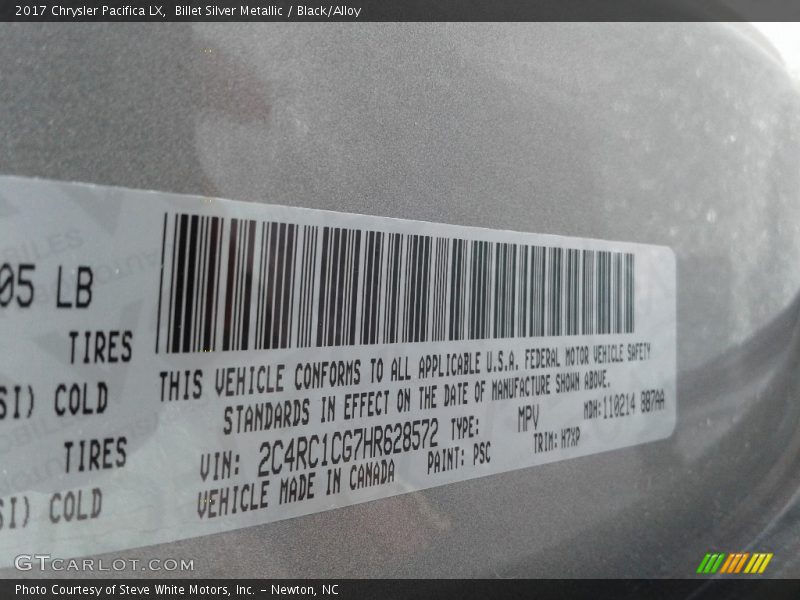 2017 Chrysler Pacifica LX, Billet Silver Metallic / Black/Alloy
05 LB
TIRES
SI) COLD
TIRES
SI) COLD
THIS VEHICLE CONFORMS TO ALL APPLICABLE U.S.A. FEDERAL MOTOR VEHICLE SAFETY
STANDARDS IN EFFECT ON THE DATE OF MANUFACTURE SHOWN ABOVE.
VIN: 2C4RC1CG7HR628572 TYPE: MPV MDH:110214 887AA
VEHICLE MADE IN CANADA PAINT: PSC TRIM: H7XP
GTCARLOT.COM
Photo Courtesy of Steve White Motors, Inc. – Newton, NC